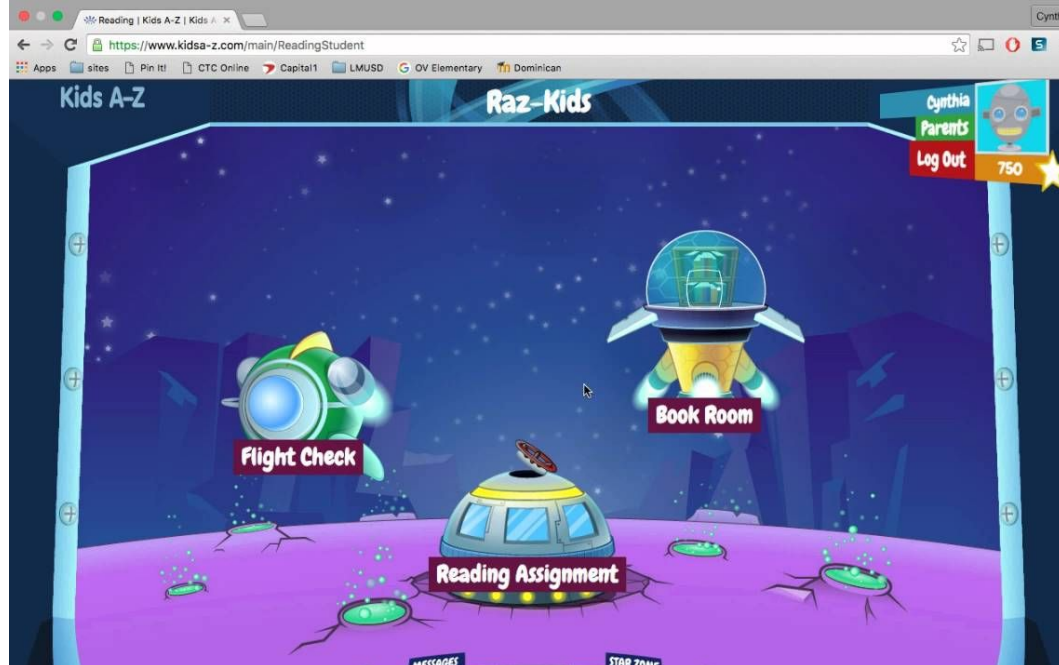 Reading | Kids A-Z | Kids A
Cynth
https://www.kidsa-z.com/main/ReadingStudent
Apps sites Pin It! CTC Online Capital1 LMUSD OV Elementary Dominican
Kids A-Z
Raz-Kids
Cynthia
Parents
Log Out
750
Book Room
Flight Check
Reading Assignment
MESSAGES
STAR ZONE